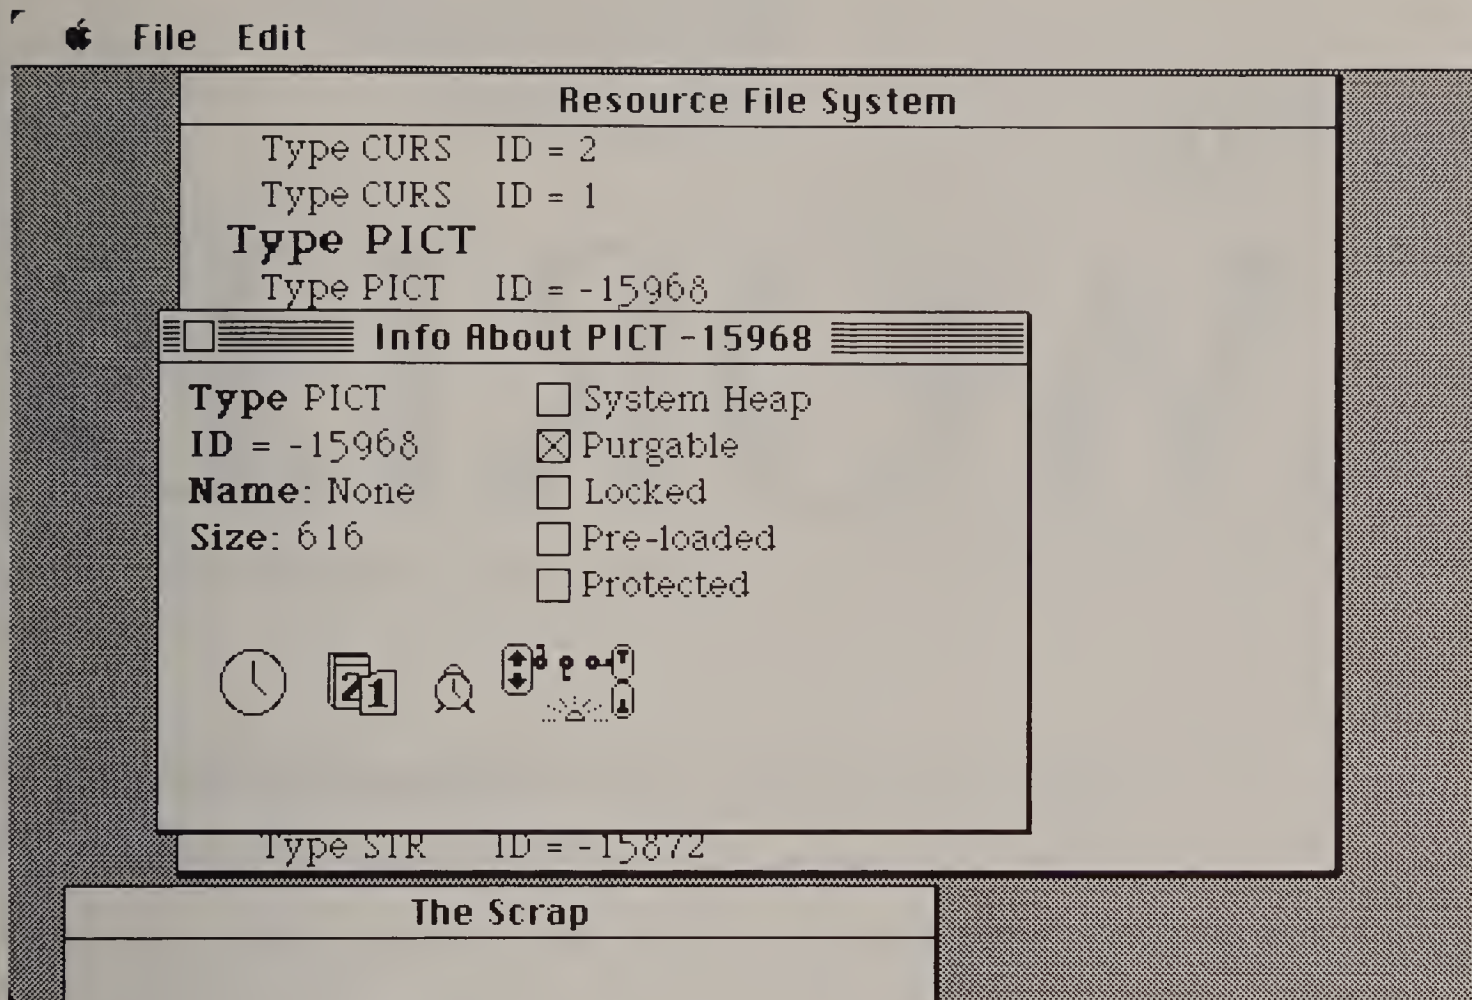 File Edit
Resource File System
Type CURS ID = 2
Type CURS ID = 1
Type PICT
Type PICT ID = -15968
Info About PICT -15968
Type PICT
ID = -15968
Name: None
Size: 616
System Heap
Purgable
Locked
Pre-loaded
Protected
21
Type STR ID = -15872
The Scrap